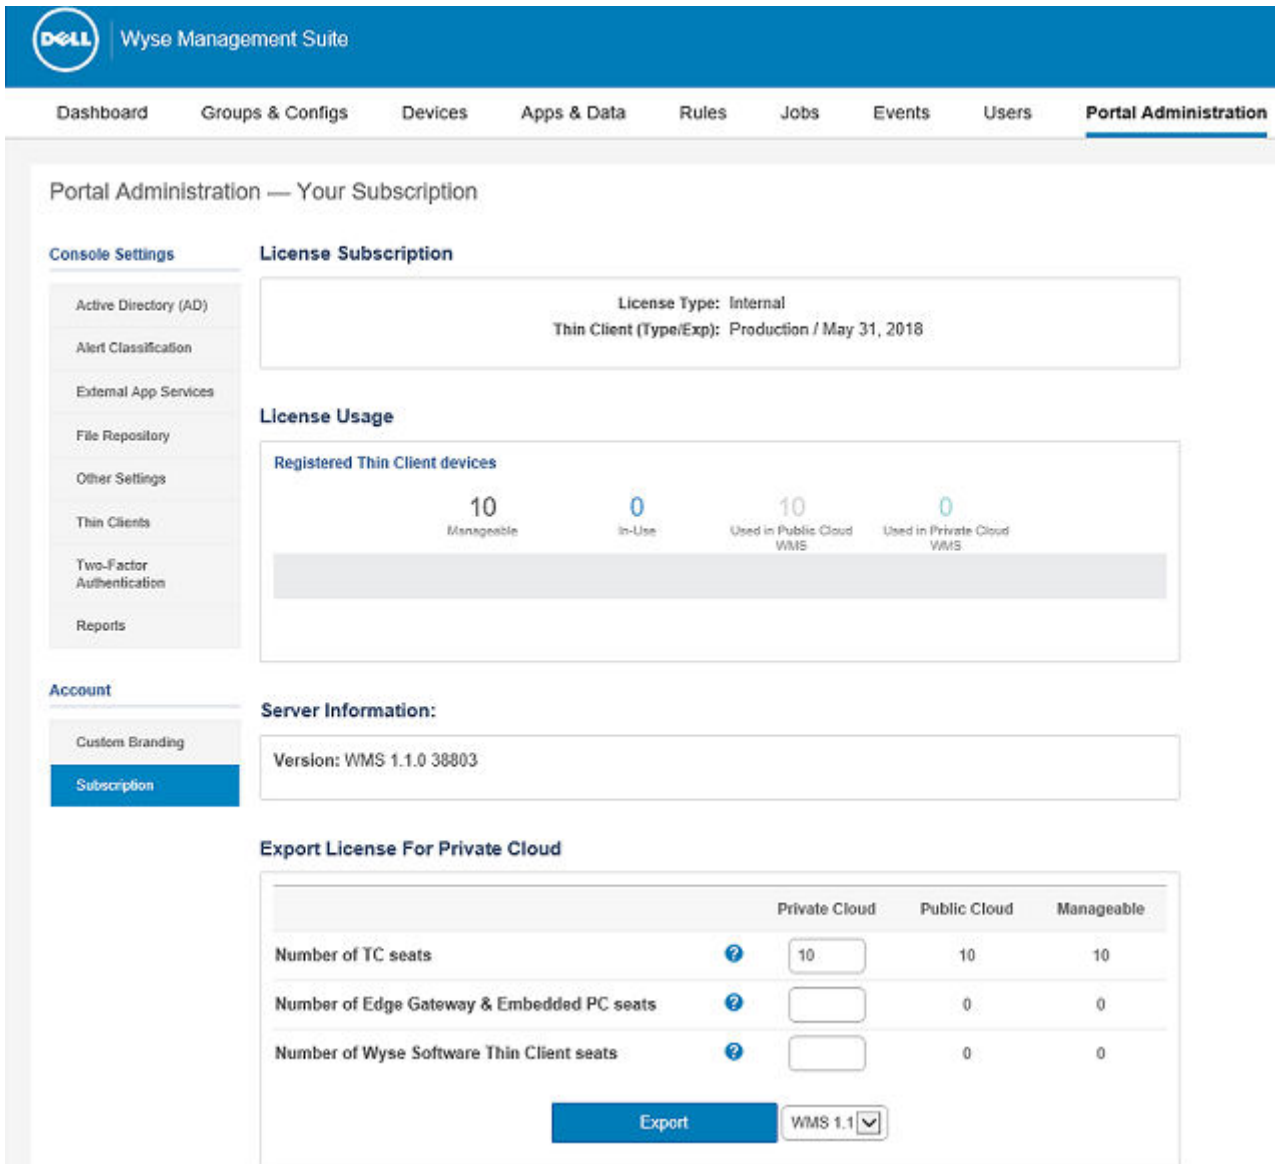 DELL
Wyse Management Suite
Dashboard Groups & Configs Devices Apps & Data Rules Jobs Events Users Portal Administration
Portal Administration — Your Subscription
Console Settings
Active Directory (AD)
Alert Classification
External App Services
File Repository
Other Settings
Thin Clients
Two-Factor
Authentication
Reports
Account
Custom Branding
Subscription
License Subscription
License Type: Internal
Thin Client (Type/Exp): Production / May 31, 2018
License Usage
Registered Thin Client devices
10 0 10 0
Manageable In-Use Used in Public Cloud Used in Private Cloud
WMS WMS
Server Information:
Version: WMS 1.1.0 38803
Export License For Private Cloud
Private Cloud Public Cloud Manageable
Number of TC seats ? 10 10 10
Number of Edge Gateway & Embedded PC seats ? 0 0
Number of Wyse Software Thin Client seats ? 0 0
Export WMS 1.1